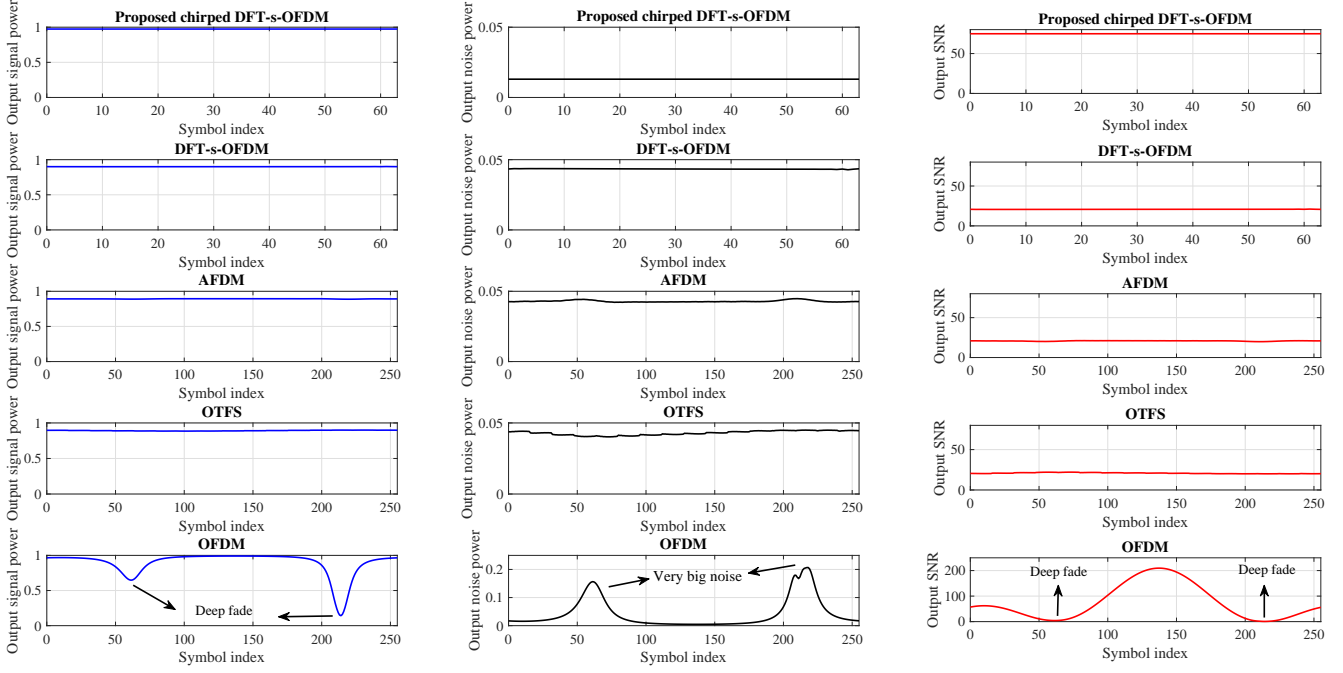 Proposed chirped DFT-s-OFDM
Output signal power
1
0.5
0
0 10 20 30 40 50 60
Symbol index
DFT-s-OFDM
Output signal power
1
0.5
0
0 10 20 30 40 50 60
Symbol index
AFDM
Output signal power
1
0.5
0
0 50 100 150 200 250
Symbol index
OTFS
Output signal power
1
0.5
0
0 50 100 150 200 250
Symbol index
OFDM
Output signal power
1
0.5
0
Deep fade
0 50 100 150 200 250
Symbol index
Proposed chirped DFT-s-OFDM
Output noise power
0.05
0
0 10 20 30 40 50 60
Symbol index
DFT-s-OFDM
Output noise power
0.05
0
0 10 20 30 40 50 60
Symbol index
AFDM
Output noise power
0.05
0
0 50 100 150 200 250
Symbol index
OTFS
Output noise power
0.05
0
0 50 100 150 200 250
Symbol index
OFDM
Output noise power
0.2
0.1
0
Very big noise
0 50 100 150 200 250
Symbol index
Proposed chirped DFT-s-OFDM
Output SNR
50
0
0 10 20 30 40 50 60
Symbol index
DFT-s-OFDM
Output SNR
50
0
0 10 20 30 40 50 60
Symbol index
AFDM
Output SNR
50
0
0 50 100 150 200 250
Symbol index
OTFS
Output SNR
50
0
0 50 100 150 200 250
Symbol index
OFDM
Output SNR
200
100
0
Deep fade
Deep fade
0 50 100 150 200 250
Symbol index